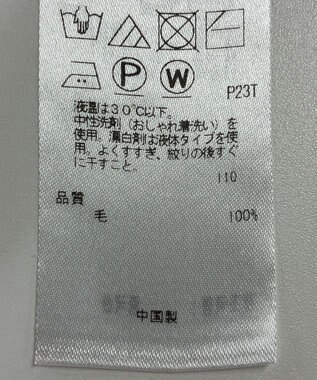 P W P23T
液温は30℃以下。
中性洗剤（おしゃれ着洗い）を
使用。漂白剤は液体タイプを使
用。よくすすぎ、絞りの後すぐ
に干すこと。
110
品質
毛 100%
中国製